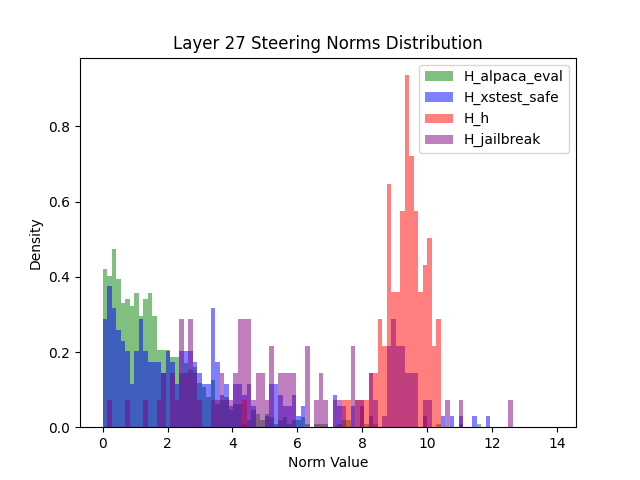 Layer 27 Steering Norms Distribution
H_alpaca_eval
H_xstest_safe
H_h
H_jailbreak
Density
0.8
0.6
0.4
0.2
0.0
0 2 4 6 8 10 12 14
Norm Value